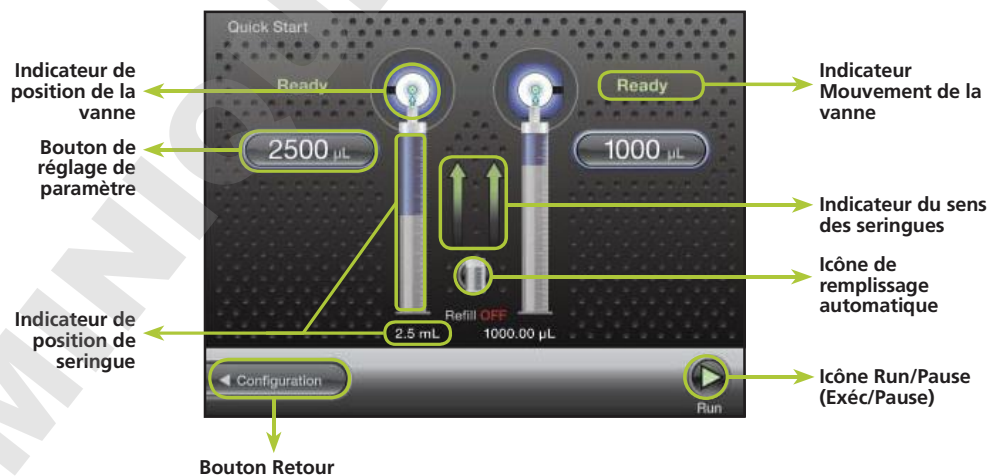 Quick Start
Indicateur de
position de la
vanne
Ready
Ready
Indicateur
Mouvement de la
vanne
Bouton de
réglage de
paramètre
2500 µL
1000 µL
Indicateur du sens
des seringues
Icône de
remplissage
automatique
Indicateur de
position de
seringue
Refill OFF
2.5 mL
1000.00 µL
Configuration
Run
Icône Run/Pause
(Exéc/Pause)
Bouton Retour